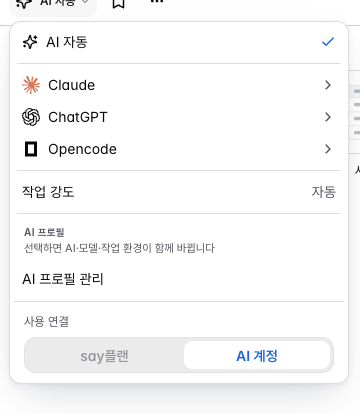 AI 자동
AI 자동
Claude
ChatGPT
Opencode
작업 강도 자동
AI 프로필
선택하면 AI·모델·작업 환경이 함께 바뀝니다
AI 프로필 관리
사용 연결
say플랜 AI 계정